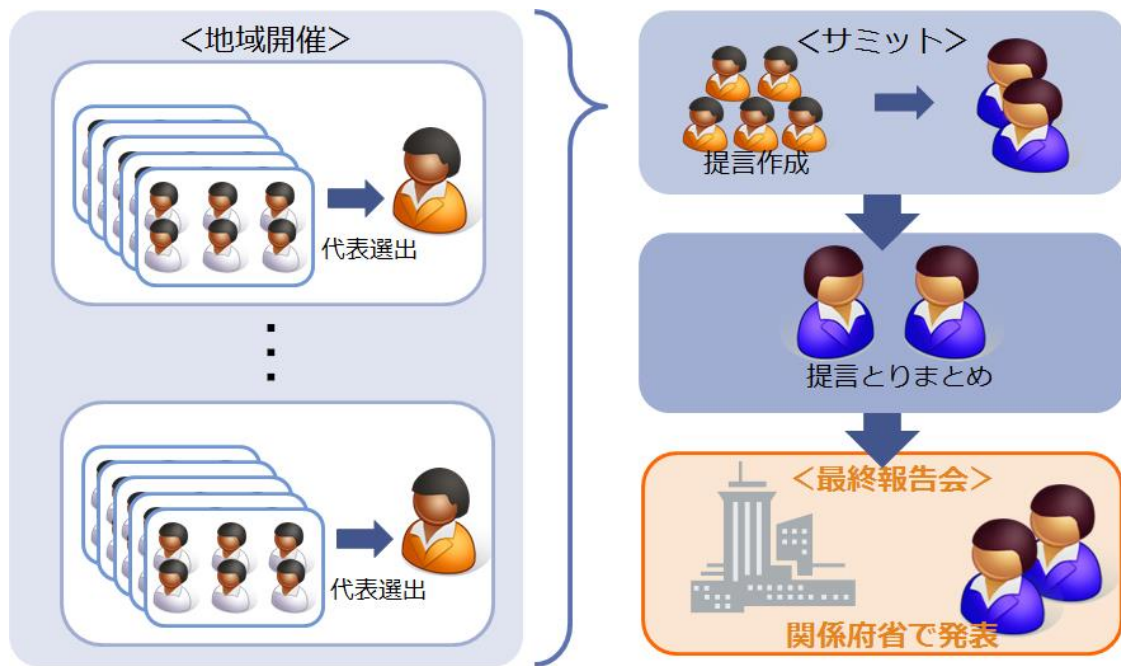 <地域開催>
代表選出
代表選出
<サミット>
提言作成
提言とりまとめ
<最終報告会>
関係府省で発表